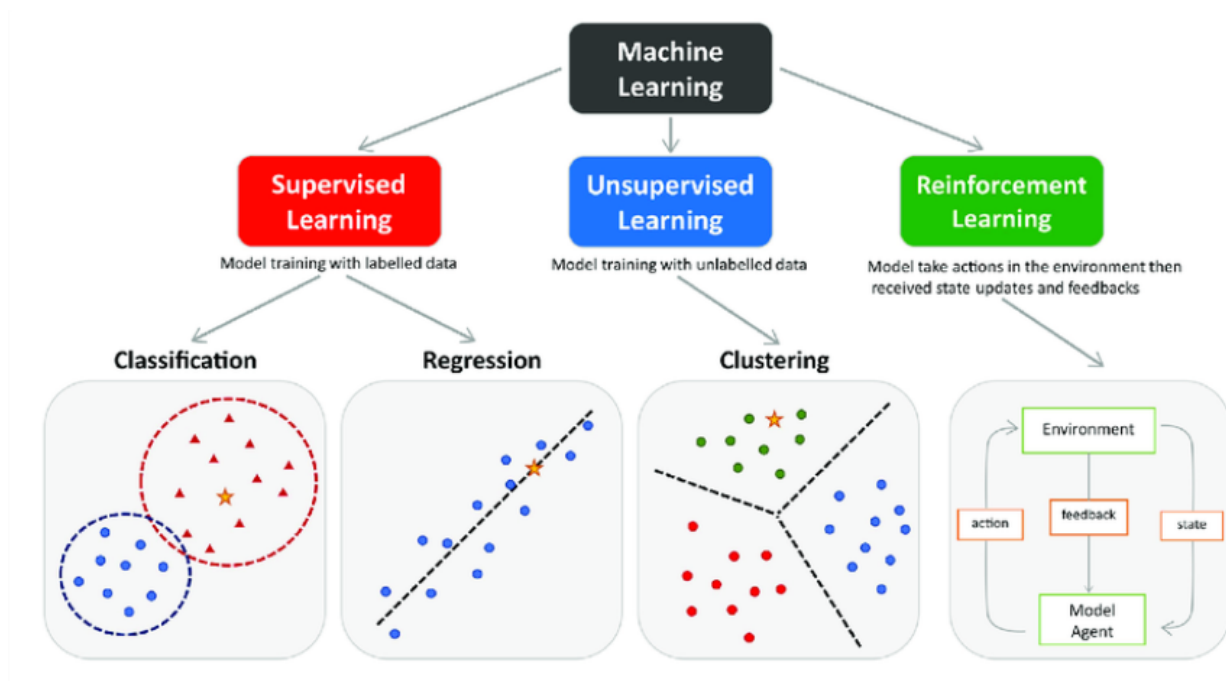 Machine
Learning
Supervised
Learning
Unsupervised
Learning
Reinforcement
Learning
Model training with labelled data
Model training with unlabelled data
Model take actions in the environment then
received state updates and feedbacks
Classification
Regression
Clustering
Environment
action
feedback
state
Model
Agent